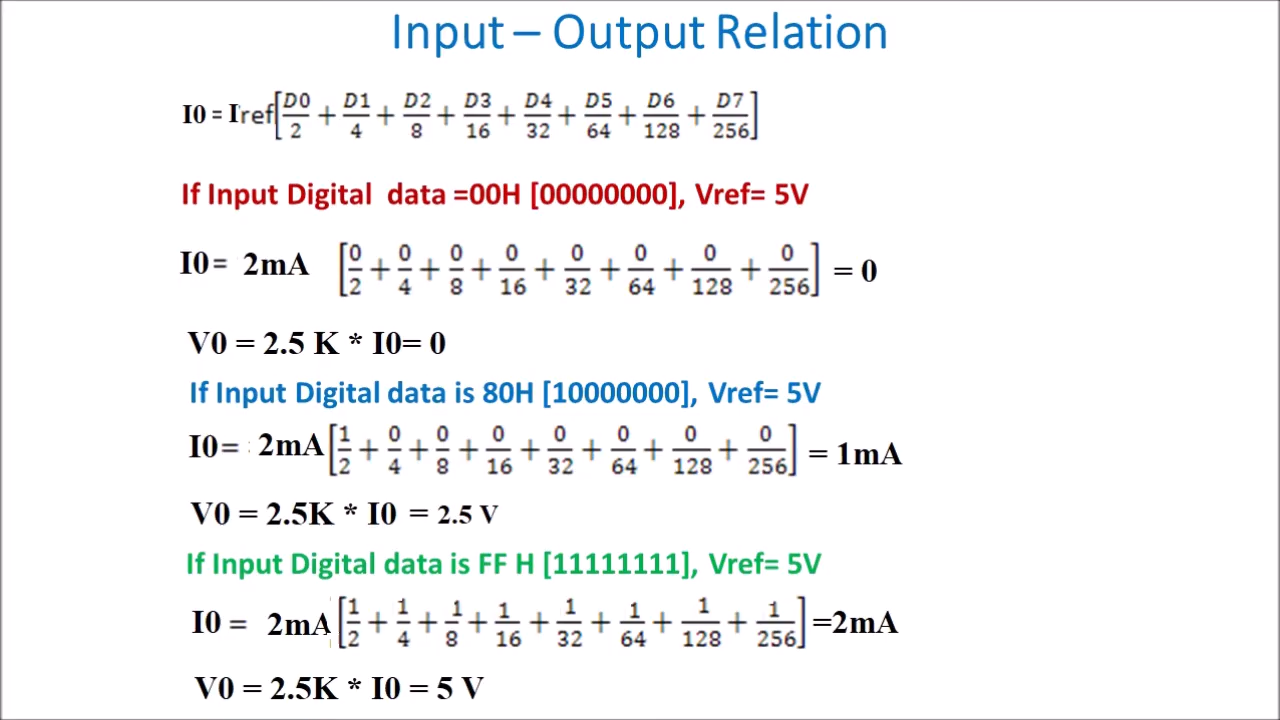 Input – Output Relation
I0 = Iref[D0/2 + D1/4 + D2/8 + D3/16 + D4/32 + D5/64 + D6/128 + D7/256]
If Input Digital data =00H [00000000], Vref= 5V
I0= 2mA [0/2 + 0/4 + 0/8 + 0/16 + 0/32 + 0/64 + 0/128 + 0/256] = 0
V0 = 2.5 K * I0= 0
If Input Digital data is 80H [10000000], Vref= 5V
I0= 2mA[1/2 + 0/4 + 0/8 + 0/16 + 0/32 + 0/64 + 0/128 + 0/256] = 1mA
V0 = 2.5K * I0 = 2.5 V
If Input Digital data is FF H [11111111], Vref= 5V
I0 = 2mA[1/2 + 1/4 + 1/8 + 1/16 + 1/32 + 1/64 + 1/128 + 1/256] =2mA
V0 = 2.5K * I0 = 5 V